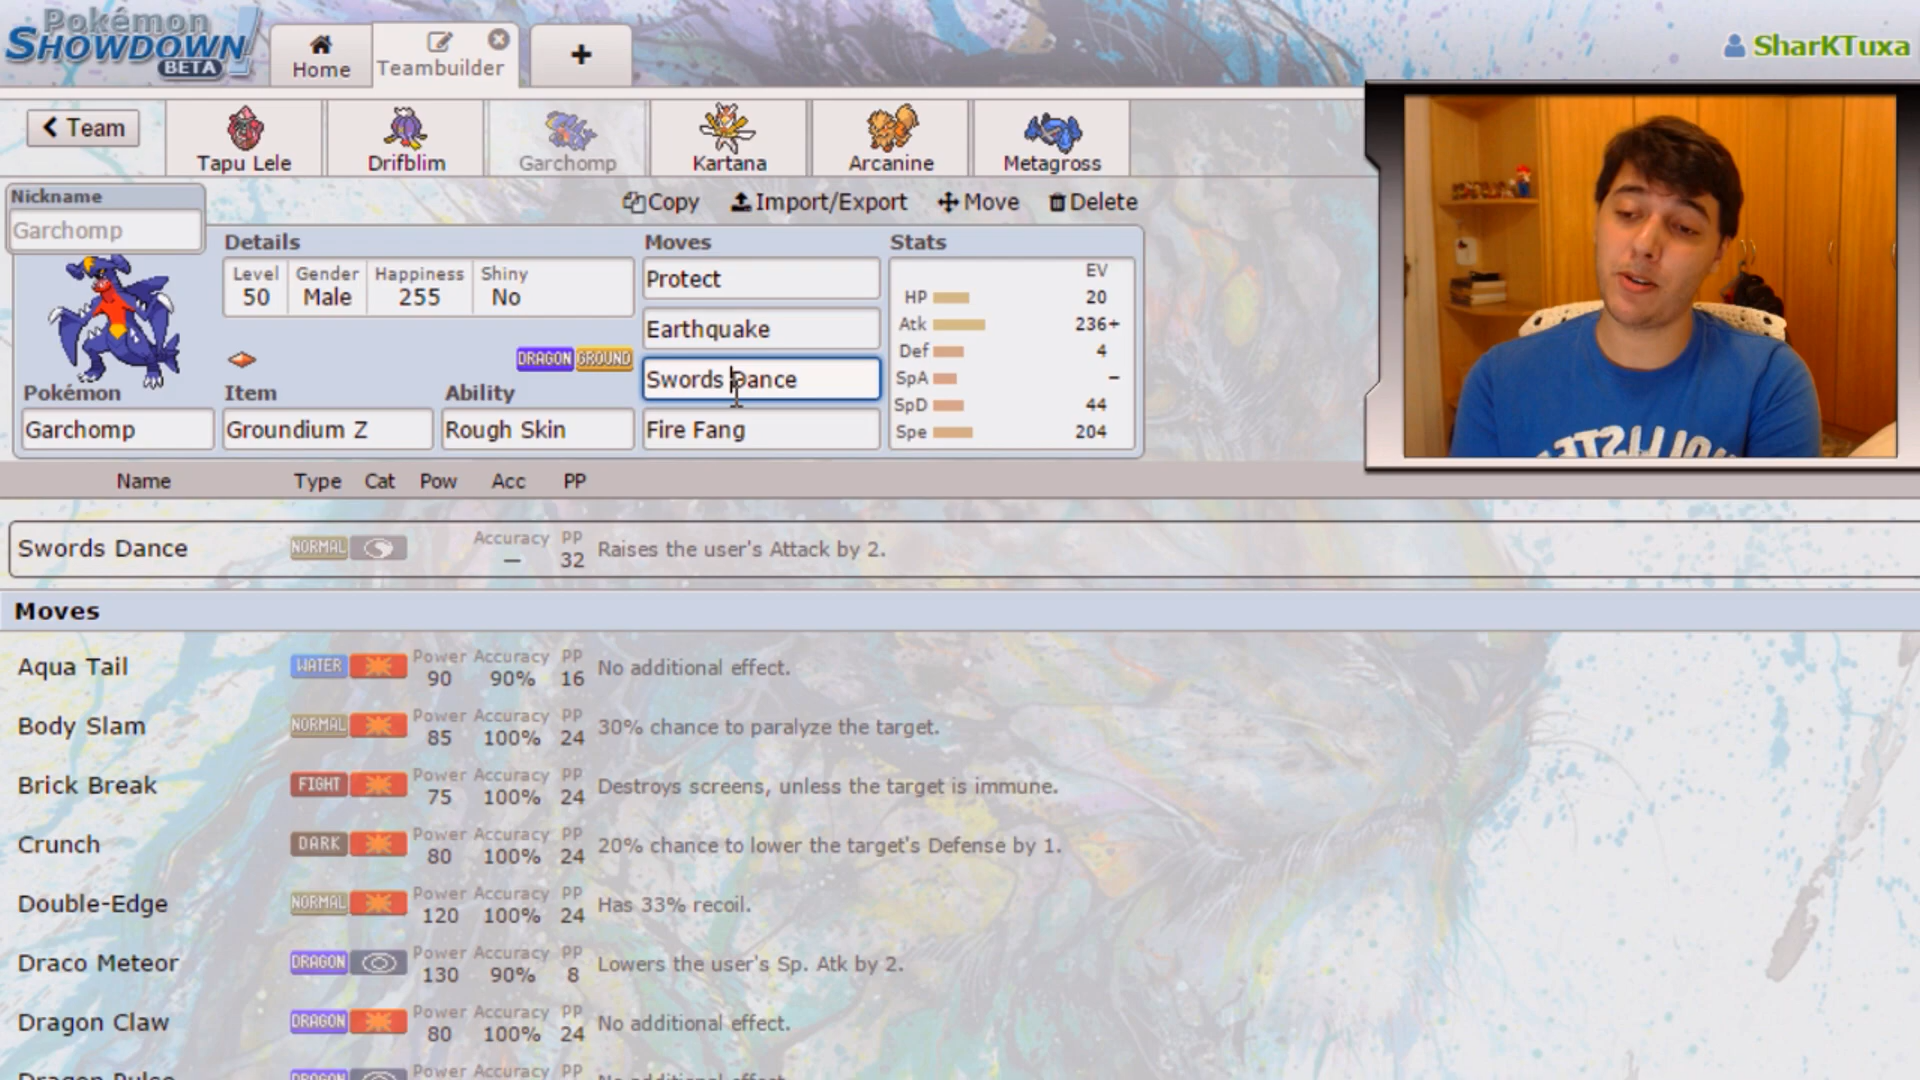 Pokémon
SHOWDOWN!
BETA
Home
Teambuilder
+
SharKTuxa
Team
Tapu Lele
Drifblim
Garchomp
Kartana
Arcanine
Metagross
Nickname
Garchomp
Copy
Import/Export
Move
Delete
Details
Level Gender Happiness Shiny
50 Male 255 No
DRAGON GROUND
Pokémon
Garchomp
Item
Groundium Z
Ability
Rough Skin
Moves
Protect
Earthquake
Swords Dance
Fire Fang
Stats
EV
HP 20
Atk 236+
Def 4
SpA –
SpD 44
Spe 204
Name Type Cat Pow Acc PP
Swords Dance NORMAL Accuracy — PP 32 Raises the user's Attack by 2.
Moves
Aqua Tail WATER Power 90 Accuracy 90% PP 16 No additional effect.
Body Slam NORMAL Power 85 Accuracy 100% PP 24 30% chance to paralyze the target.
Brick Break FIGHT Power 75 Accuracy 100% PP 24 Destroys screens, unless the target is immune.
Crunch DARK Power 80 Accuracy 100% PP 24 20% chance to lower the target's Defense by 1.
Double-Edge NORMAL Power 120 Accuracy 100% PP 24 Has 33% recoil.
Draco Meteor DRAGON Power 130 Accuracy 90% PP 8 Lowers the user's Sp. Atk by 2.
Dragon Claw DRAGON Power 80 Accuracy 100% PP 24 No additional effect.
Power Accuracy PP